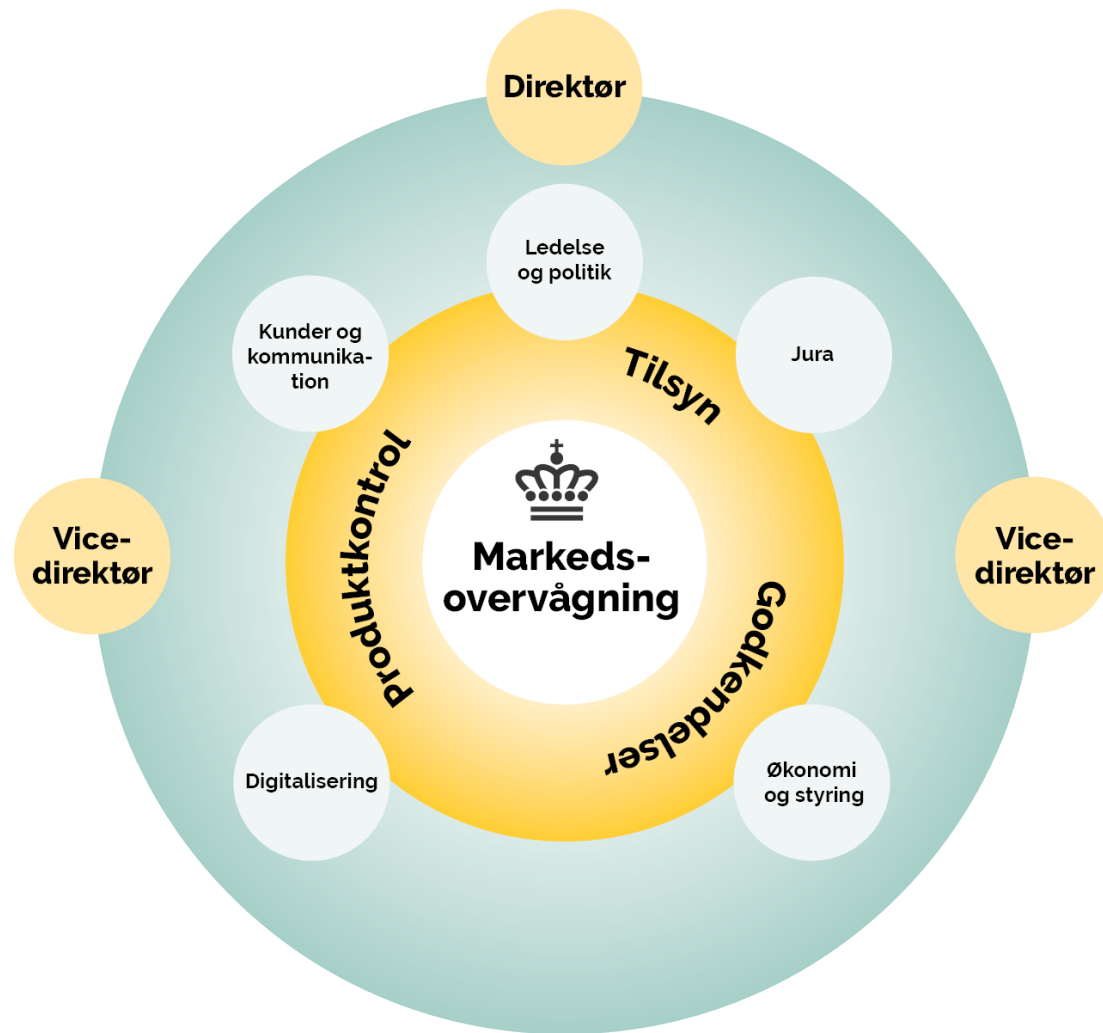 Direktør
Ledelse
og politik
Kunder og
kommunika-
tion
Jura
Tilsyn
Produktkontrol
Godkendelser
Markeds-
overvågning
Vice-
direktør
Vice-
direktør
Digitalisering
Økonomi
og styring